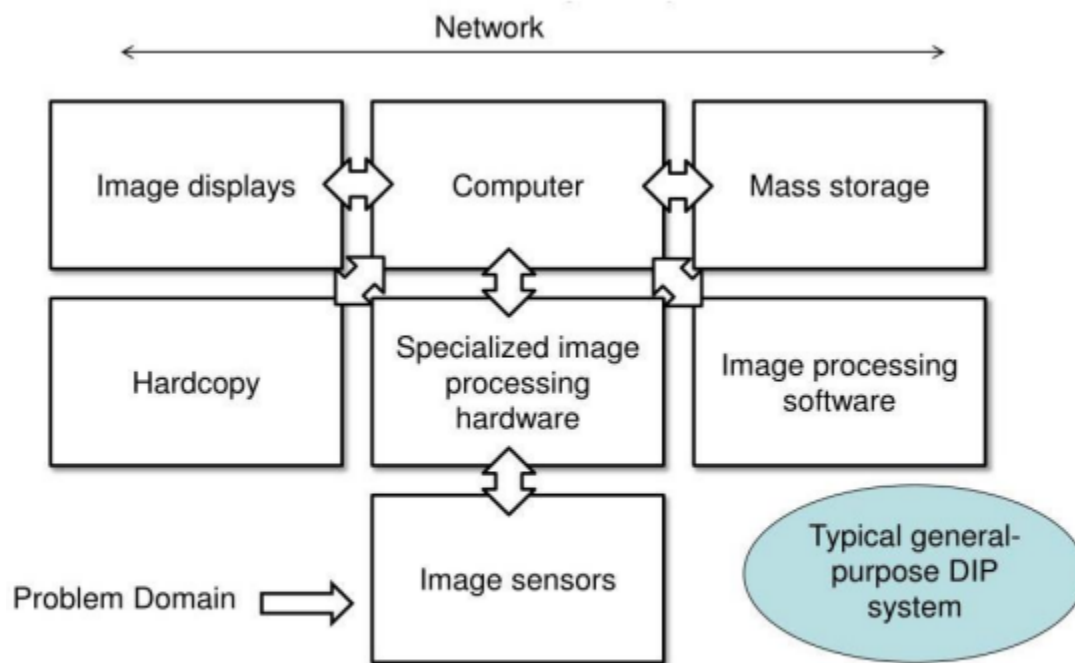 Network
Image displays
Computer
Mass storage
Hardcopy
Specialized image
processing
hardware
Image processing
software
Problem Domain
Image sensors
Typical general-
purpose DIP
system